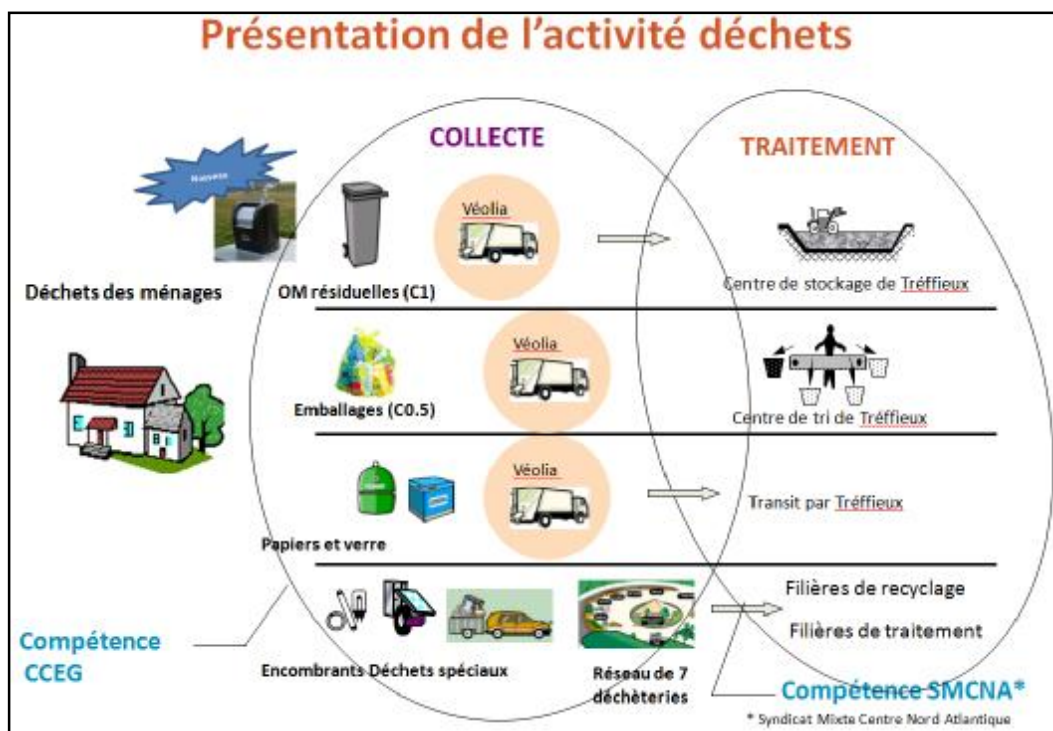 Présentation de l'activité déchets
COLLECTE
TRAITEMENT
Nouveau
Véolia
Déchets des ménages
OM résiduelles (C1)
Centre de stockage de Tréffieux
Véolia
Emballages (C0.5)
Centre de tri de Tréffieux
Véolia
Papiers et verre
Transit par Tréffieux
Filières de recyclage
Filières de traitement
Compétence
CCEG
Encombrants Déchets spéciaux
Réseau de 7
déchèteries
Compétence SMCNA*
* Syndicat Mixte Centre Nord Atlantique